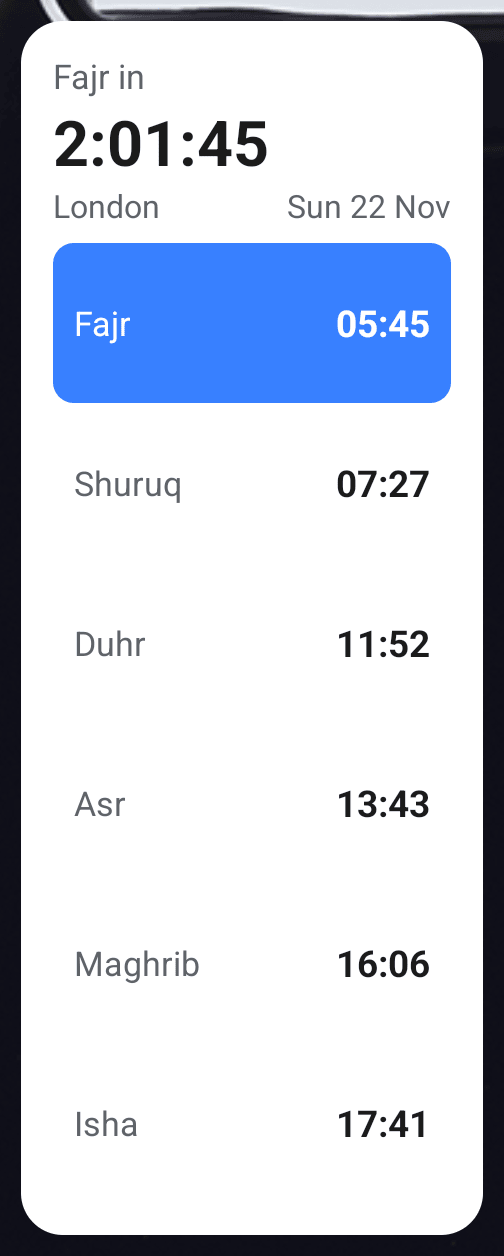 Fajr in
2:01:45
London Sun 22 Nov
Fajr 05:45
Shuruq 07:27
Duhr 11:52
Asr 13:43
Maghrib 16:06
Isha 17:41